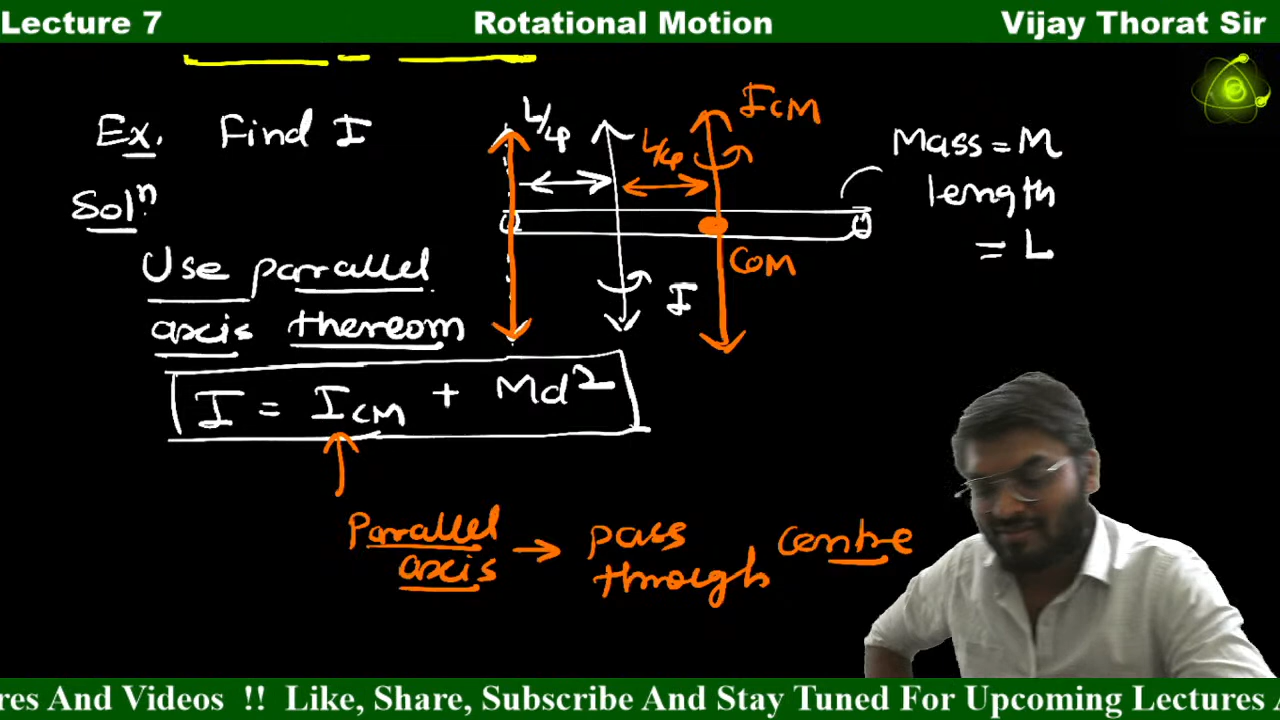 Lecture 7 Rotational Motion Vijay Thorat Sir
Ex. Find I
L/4
L/4
ICM
Mass = M
length
= L
Solⁿ.
COM
I
Use parallel
axis thereom
I = ICM + Md²
Parallel axis → pass through centre
res And Videos !! Like, Share, Subscribe And Stay Tuned For Upcoming Lectures A